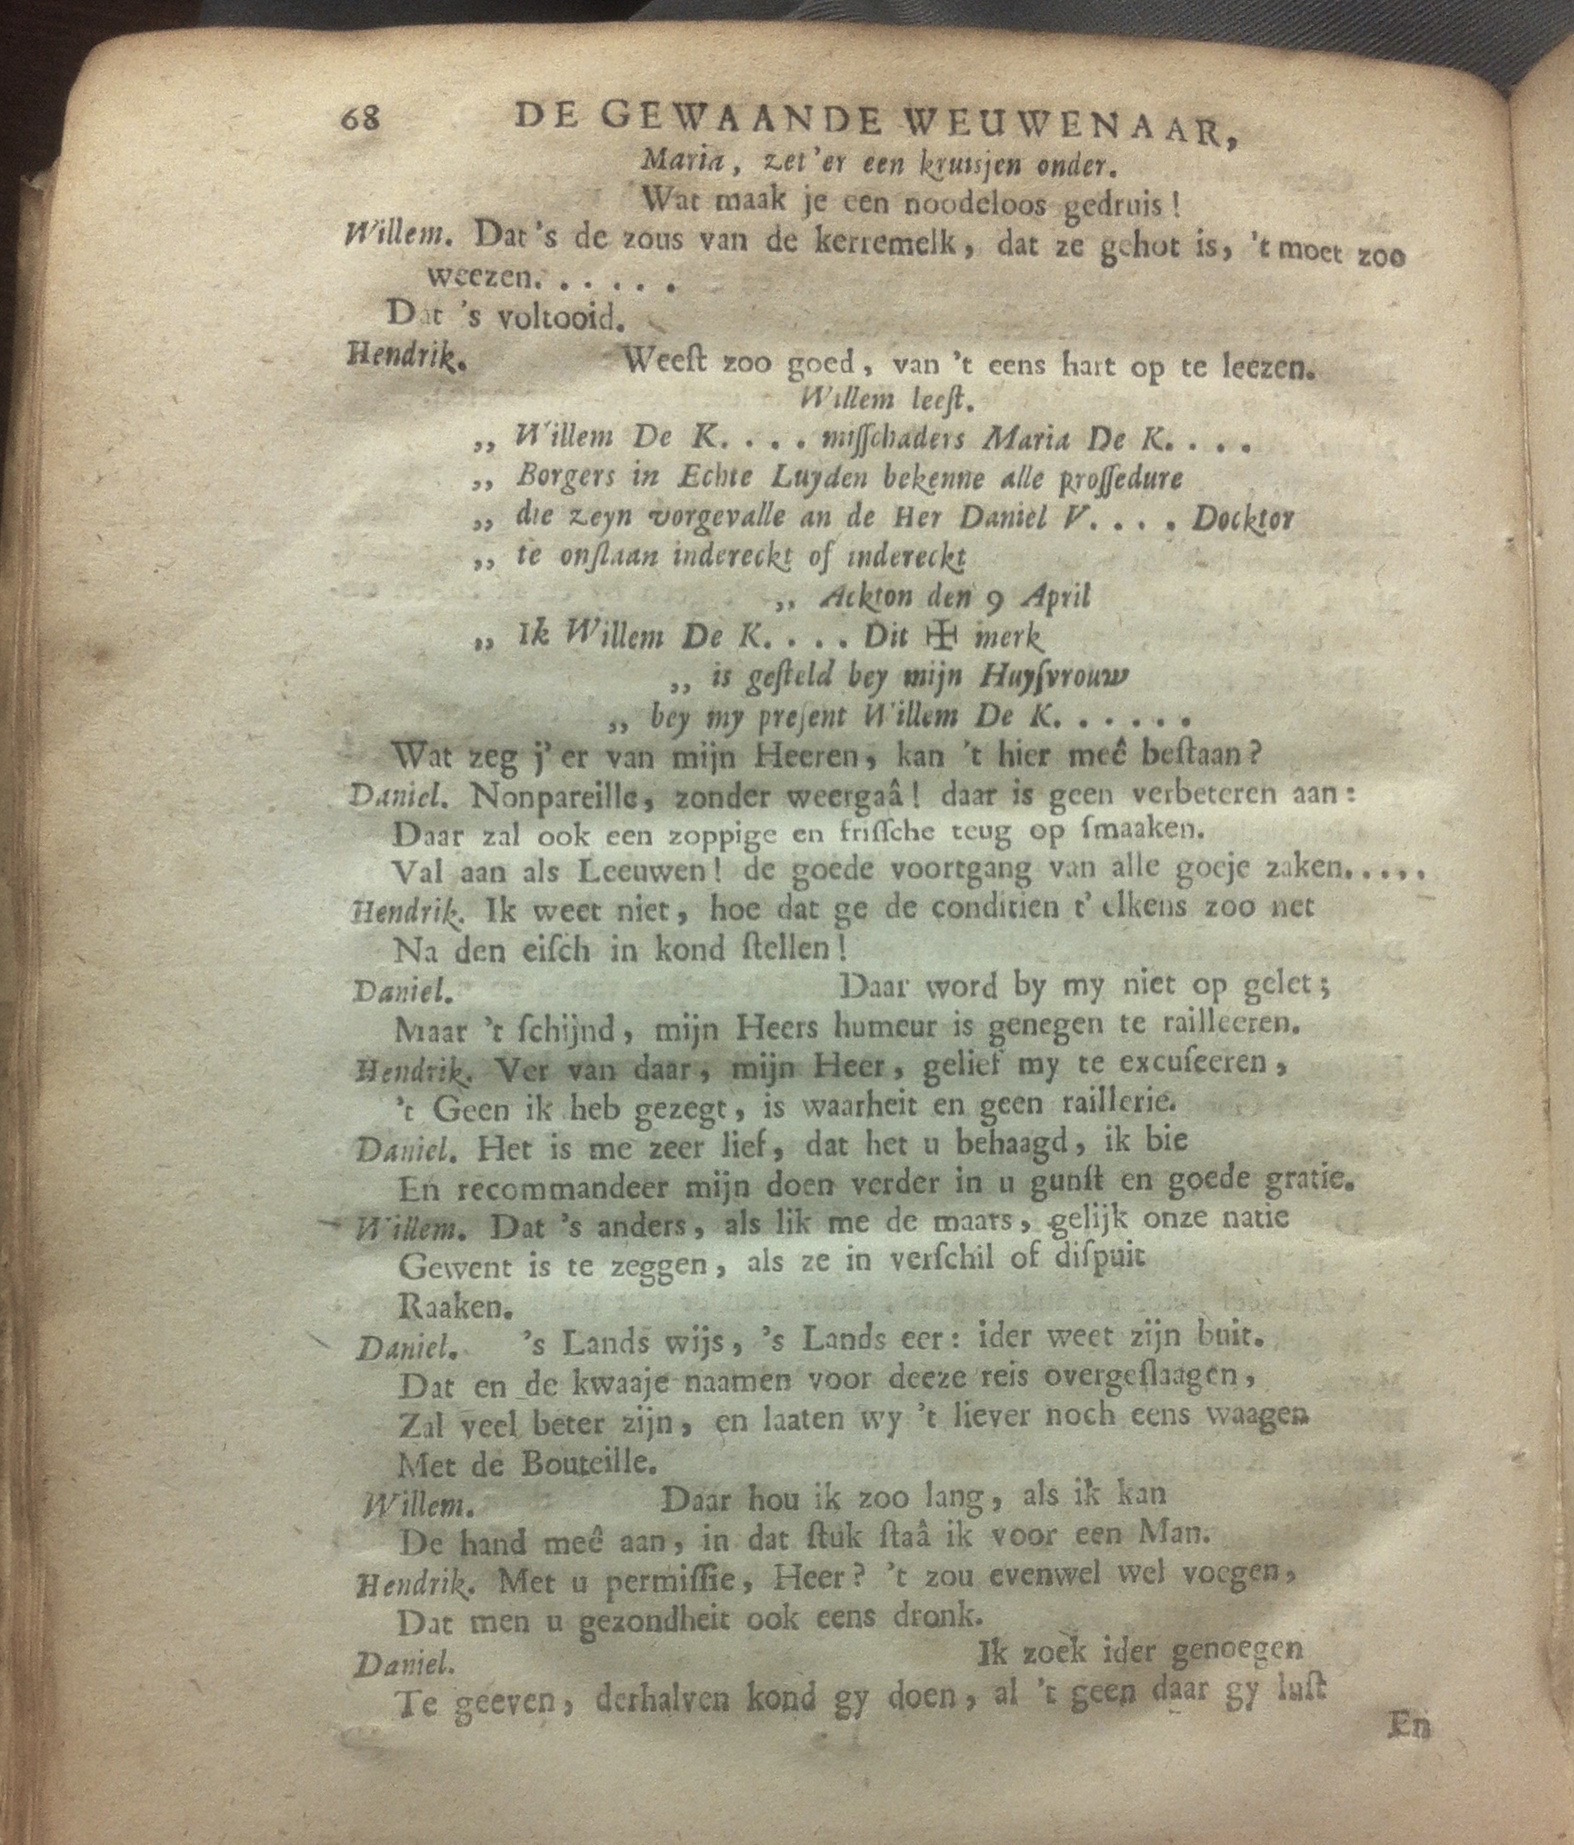 68 DE GEWAANDE WEUWENAAR,
Maria, zet 'er een kruisjen onder.
Wat maak je een noodeloos gedruis!
Willem. Dat 's de zous van de kerremelk, dat ze gehot is, 't moet zoo
weezen. . . . . .
Dat 's voltooid.
Hendrik. Weeſt zoo goed, van 't eens hart op te leezen.
Willem leeſt.
„ Willem De K. . . . miſſchaders Maria De K. . . .
„ Borgers in Echte Luyden bekenne alle proſſedure
„ die zeyn vorgevalle an de Her Daniel V. . . . Docktor
„ te onſlaan indereckt of indereckt
„ Ackton den 9 April
„ Ik Willem De K. . . . Dit ✠ merk
„ is geſteld bey mijn Huyſvrouw
„ bey my preſent Willem De K. . . . . .
Wat zeg j' er van mijn Heeren, kan 't hier meê beſtaan?
Daniel. Nonpareille, zonder weergaâ! daar is geen verbeteren aan:
Daar zal ook een zoppige en friſſche teug op ſmaaken.
Val aan als Leeuwen! de goede voortgang van alle goeje zaken.....
Hendrik. Ik weet niet, hoe dat ge de conditien t' elkens zoo net
Na den eiſch in kond ſtellen!
Daniel. Daar word by my niet op gelet;
Maar 't ſchijnd, mijn Heers humeur is genegen te railleeren.
Hendrik. Ver van daar, mijn Heer, gelief my te excuſeeren,
't Geen ik heb gezegt, is waarheit en geen raillerie.
Daniel. Het is me zeer lief, dat het u behaagd, ik bie
En recommandeer mijn doen verder in u gunſt en goede gratie.
Willem. Dat 's anders, als lik me de maars, gelijk onze natie
Gewent is te zeggen, als ze in verſchil of diſpuit
Raaken.
Daniel. 's Lands wijs, 's Lands eer: ider weet zijn buit.
Dat en de kwaaje naamen voor deeze reis overgeſlaagen,
Zal veel beter zijn, en laaten wy 't liever noch eens waagen
Met de Bouteille.
Willem. Daar hou ik zoo lang, als ik kan
De hand meê aan, in dat ſtuk ſtaâ ik voor een Man.
Hendrik. Met u permiſſie, Heer? 't zou evenwel wel voegen,
Dat men u gezondheit ook eens dronk.
Daniel. Ik zoek ider genoegen
Te geeven, derhalven kond gy doen, al 't geen daar gy luſt
En